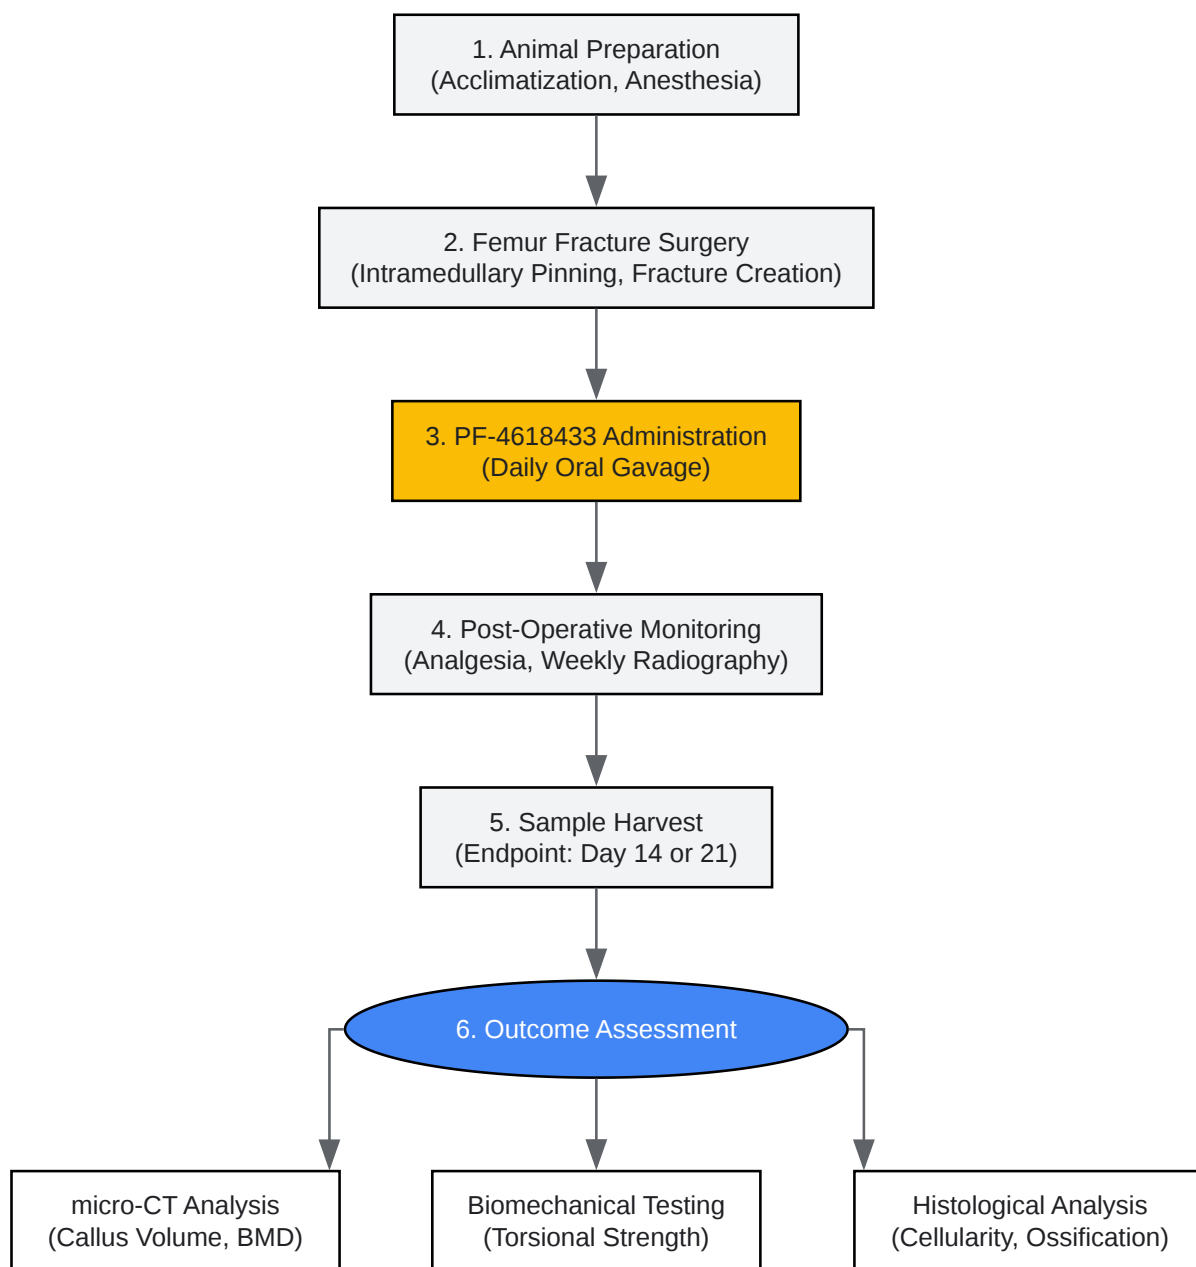 1. Animal Preparation
(Acclimatization, Anesthesia)
2. Femur Fracture Surgery
(Intramedullary Pinning, Fracture Creation)
3. PF-4618433 Administration
(Daily Oral Gavage)
4. Post-Operative Monitoring
(Analgesia, Weekly Radiography)
5. Sample Harvest
(Endpoint: Day 14 or 21)
6. Outcome Assessment
micro-CT Analysis
(Callus Volume, BMD)
Biomechanical Testing
(Torsional Strength)
Histological Analysis
(Cellularity, Ossification)